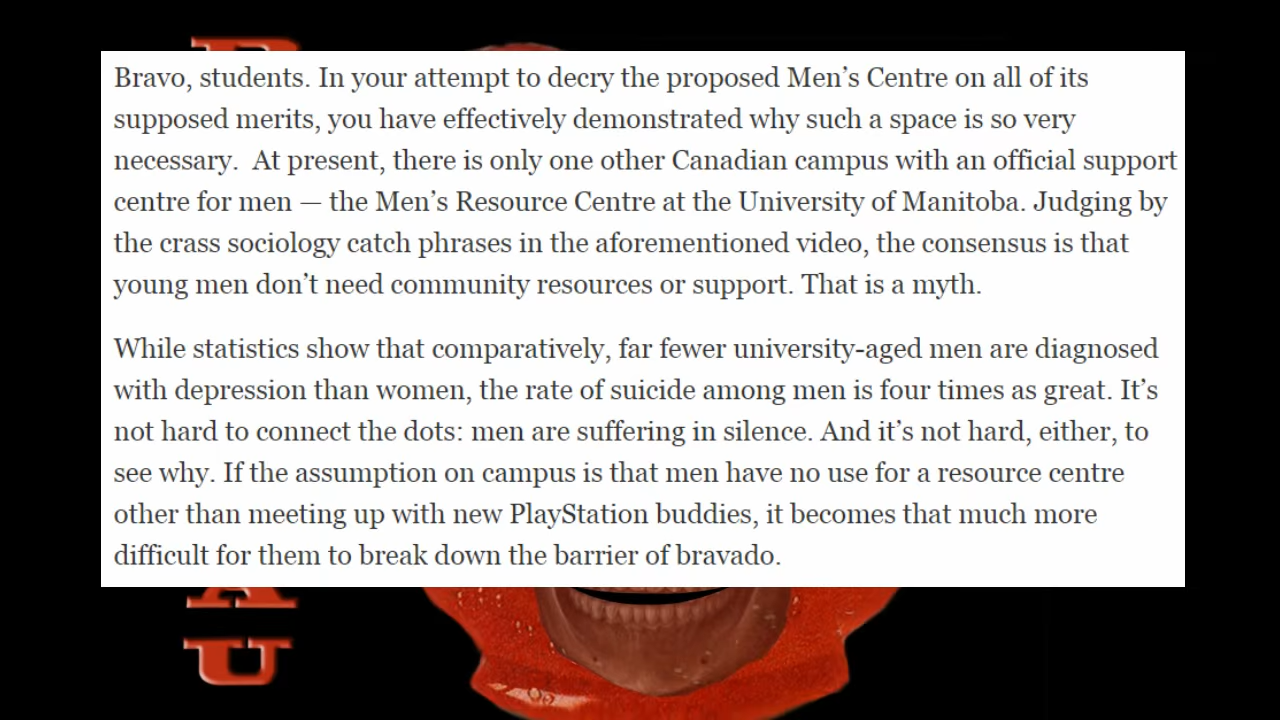 Bravo, students. In your attempt to decry the proposed Men’s Centre on all of its
supposed merits, you have effectively demonstrated why such a space is so very
necessary.  At present, there is only one other Canadian campus with an official support
centre for men — the Men’s Resource Centre at the University of Manitoba. Judging by
the crass sociology catch phrases in the aforementioned video, the consensus is that
young men don’t need community resources or support. That is a myth.
While statistics show that comparatively, far fewer university-aged men are diagnosed
with depression than women, the rate of suicide among men is four times as great. It’s
not hard to connect the dots: men are suffering in silence. And it’s not hard, either, to
see why. If the assumption on campus is that men have no use for a resource centre
other than meeting up with new PlayStation buddies, it becomes that much more
difficult for them to break down the barrier of bravado.
U